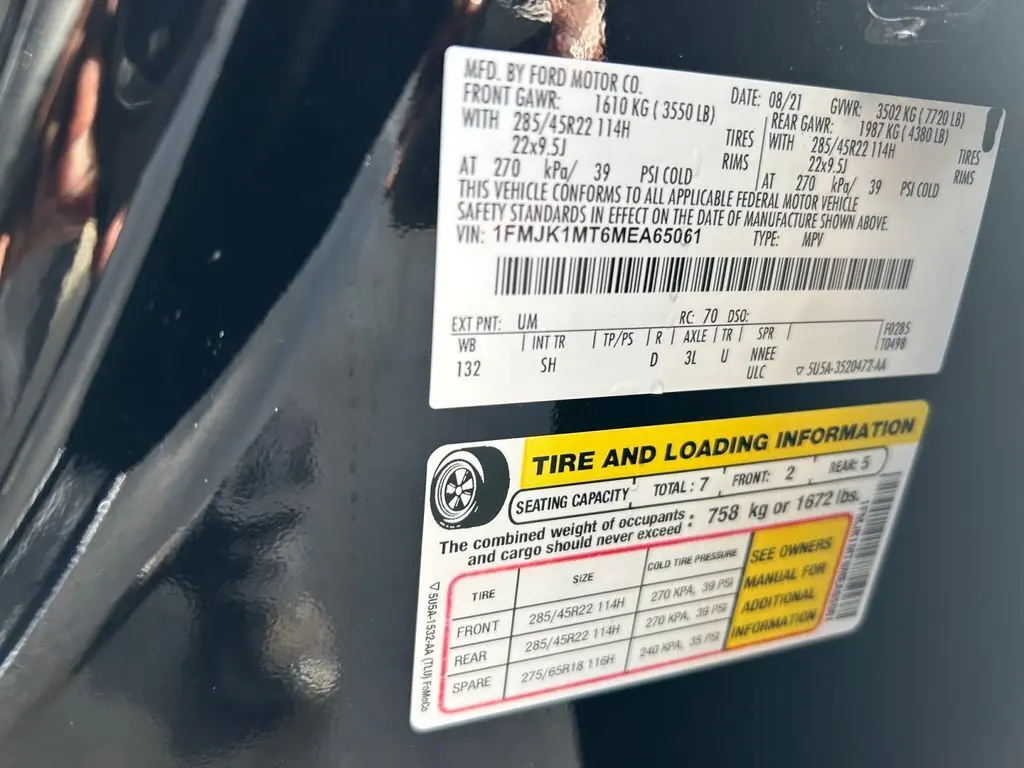 MFD. BY FORD MOTOR CO.
DATE: 08/21 GVWR: 3502 KG ( 7720 LB)
FRONT GAWR: 1610 KG ( 3550 LB)
WITH 285/45R22 114H TIRES
22x9.5J RIMS
AT 270 kPa/ 39 PSI COLD
REAR GAWR: 1987 KG ( 4380 LB)
WITH 285/45R22 114H TIRES
22x9.5J RIMS
AT 270 kPa/ 39 PSI COLD
THIS VEHICLE CONFORMS TO ALL APPLICABLE FEDERAL MOTOR VEHICLE
SAFETY STANDARDS IN EFFECT ON THE DATE OF MANUFACTURE SHOWN ABOVE.
VIN: 1FMJK1MT6MEA65061 TYPE: MPV
EXT PNT: UM RC: 70 DSO:
WB INT TR TP/PS R AXLE TR SPR F0285
132 SH D 3L U NNEE T0498
ULC ▽ 5U5A-3520472-AA
TIRE AND LOADING INFORMATION
SEATING CAPACITY TOTAL : 7 FRONT: 2 REAR: 5
The combined weight of occupants
and cargo should never exceed : 758 kg or 1672 lbs.
TIRE SIZE COLD TIRE PRESSURE
FRONT 285/45R22 114H 270 KPA, 39 PSI
REAR 285/45R22 114H 270 KPA, 39 PSI
SPARE 275/65R18 116H 240 KPA, 35 PSI
SEE OWNERS
MANUAL FOR
ADDITIONAL
INFORMATION
▽ 5U5A-1532-AA (TLU) FoMoCo